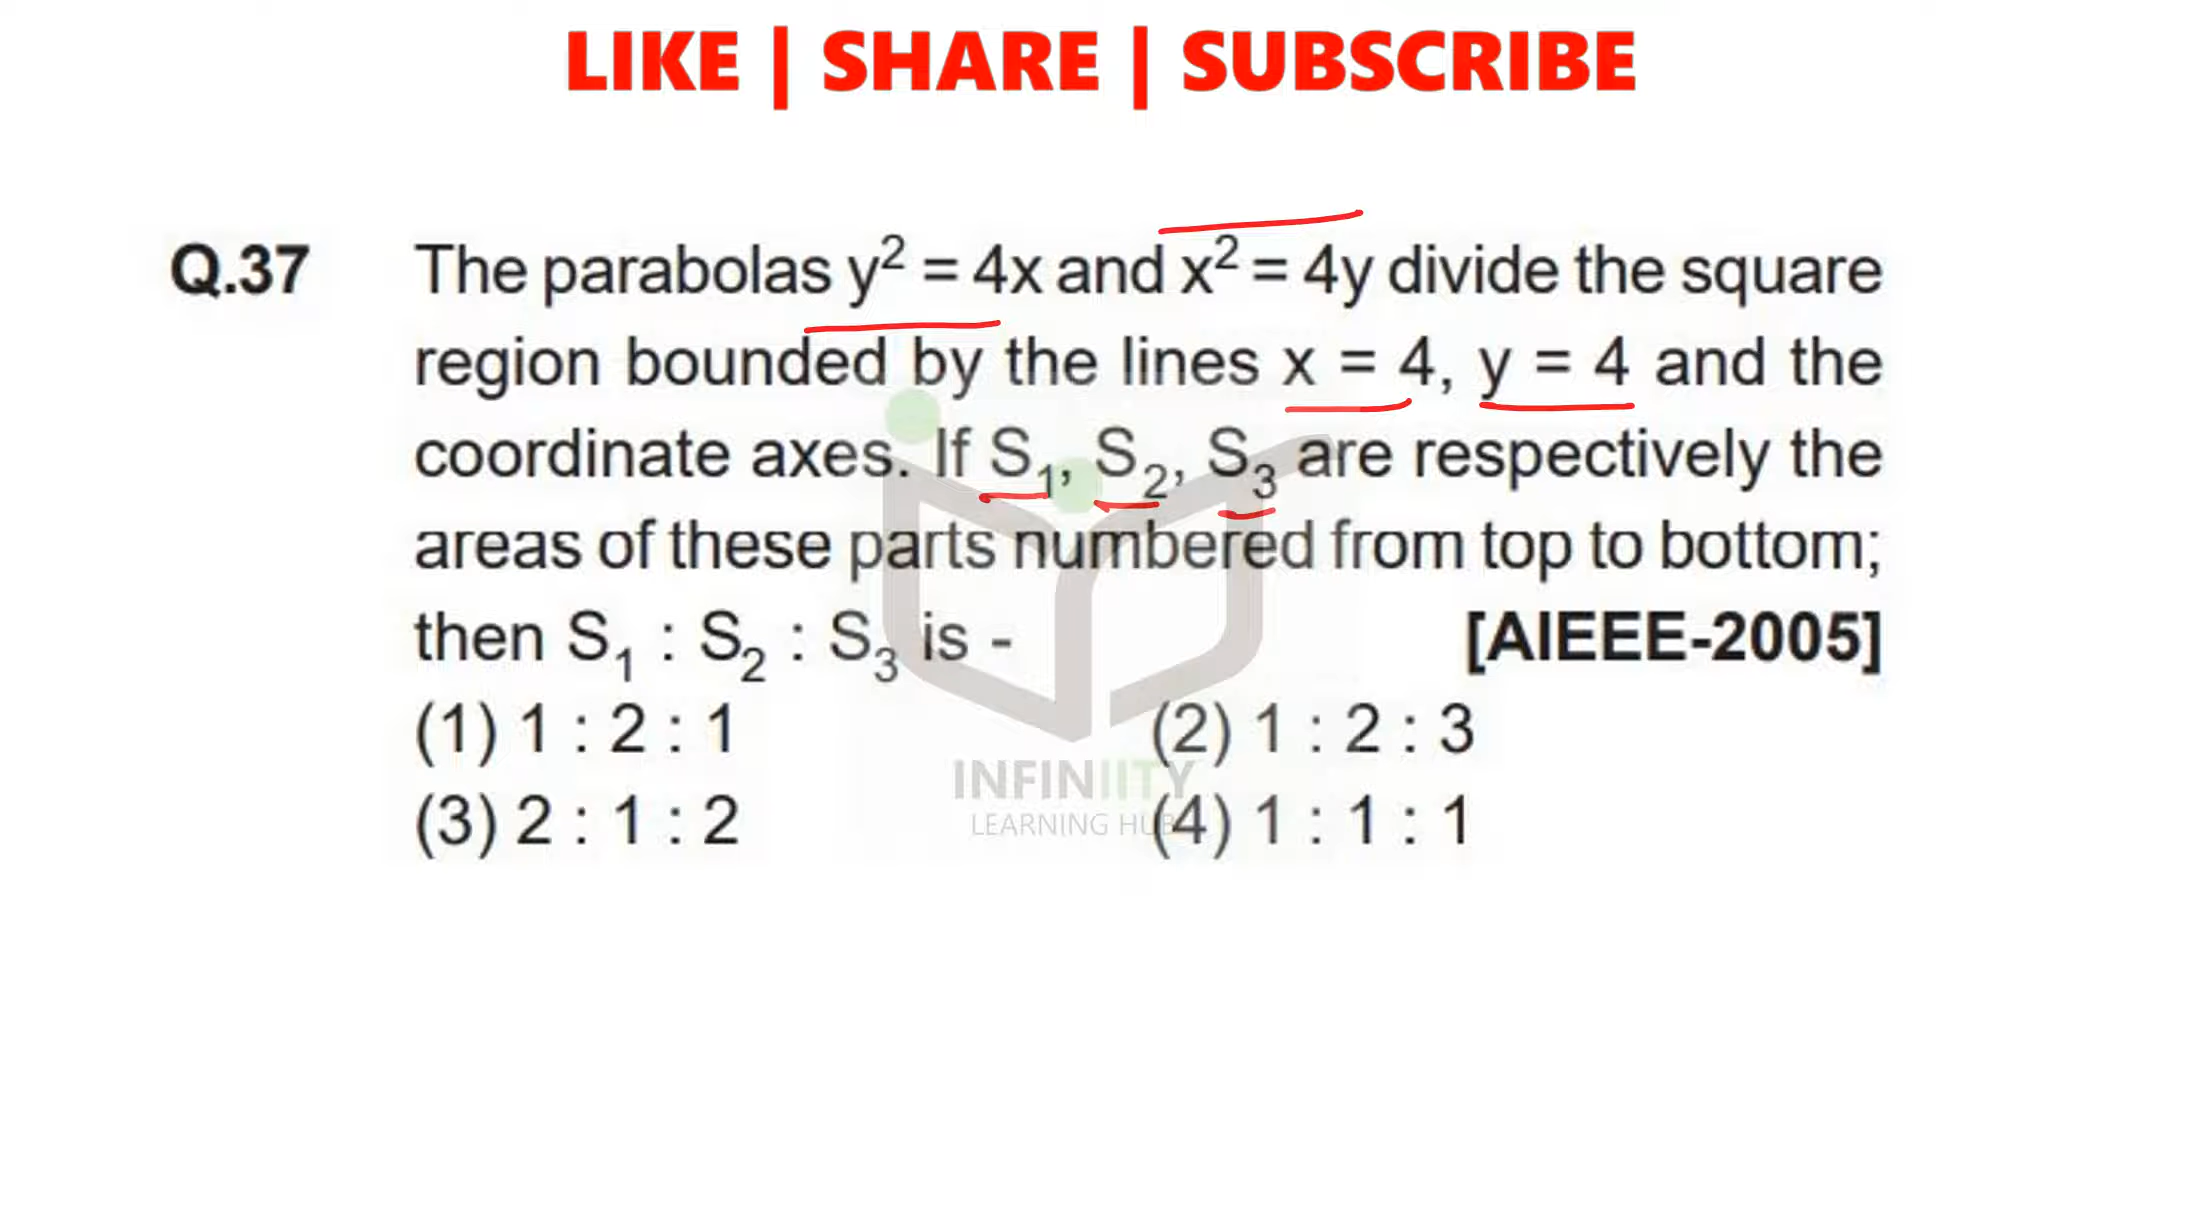 LIKE | SHARE | SUBSCRIBE
Q.37 The parabolas y² = 4x and x² = 4y divide the square
region bounded by the lines x = 4, y = 4 and the
coordinate axes. If S₁, S₂, S₃ are respectively the
areas of these parts numbered from top to bottom;
then S₁ : S₂ : S₃ is - [AIEEE-2005]
(1) 1 : 2 : 1 (2) 1 : 2 : 3
INFINIITY
(3) 2 : 1 : 2 (4) 1 : 1 : 1
LEARNING HUB